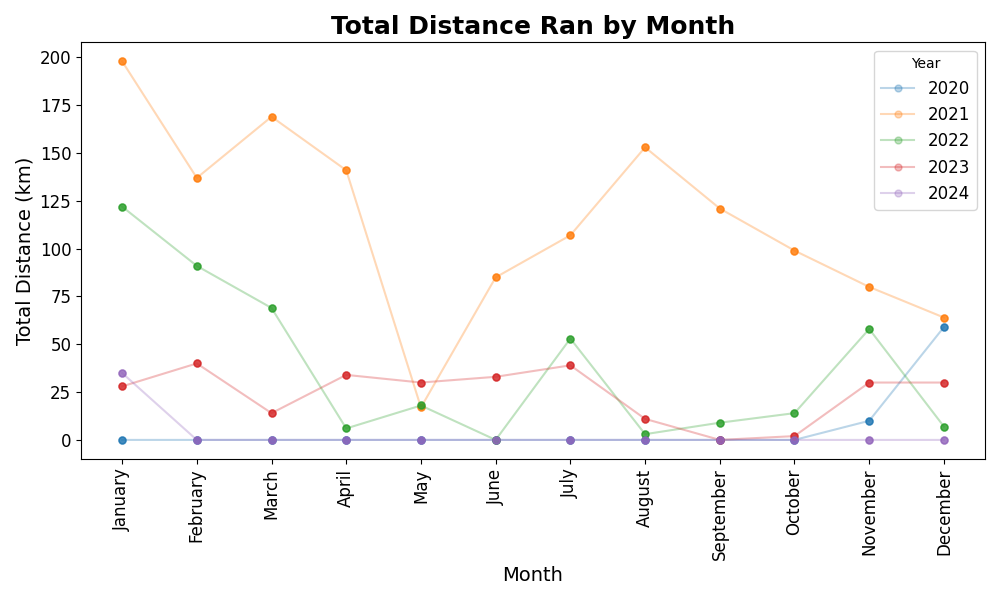 Total Distance Ran by Month
Total Distance (km)
200
175
150
125
100
75
50
25
0
Year
2020
2021
2022
2023
2024
January
February
March
April
May
June
July
August
September
October
November
December
Month